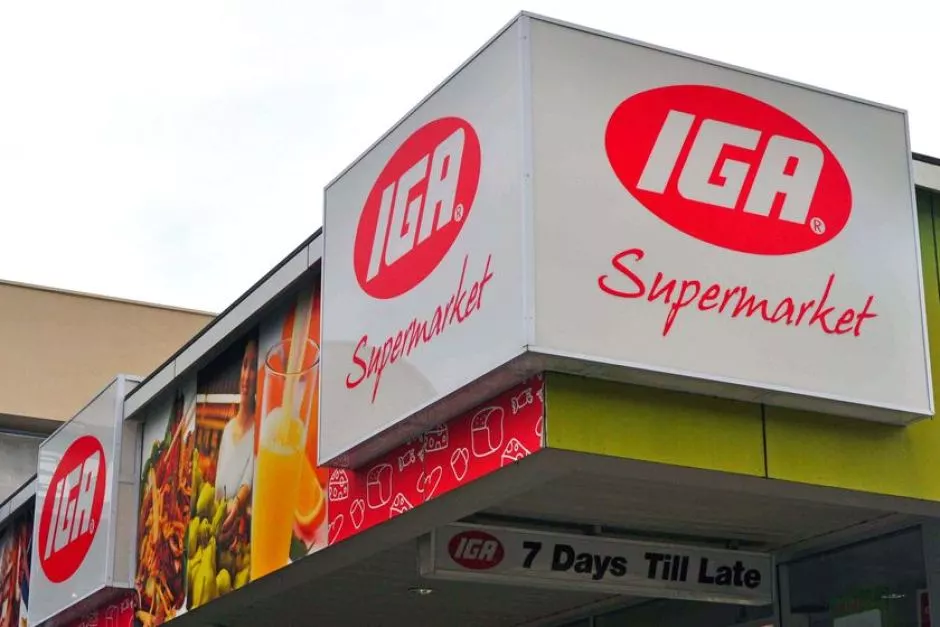 IGA®
Supermarket
IGA®
Supermarket
IGA®
IGA 7 Days Till Late